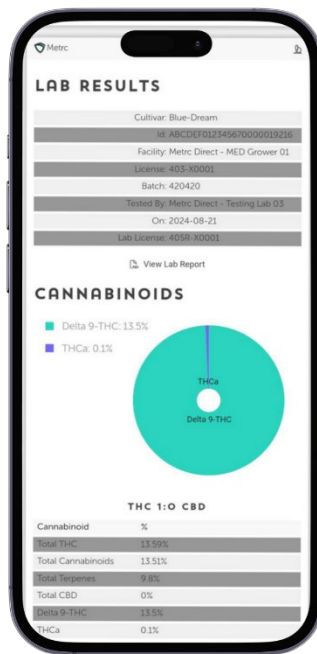 Metrc
LAB RESULTS
Cultivar: Blue-Dream
Id: ABCDEF012345670000019216
Facility: Metrc Direct - MED Grower 01
License: 403-X0001
Batch: 420420
Tested By: Metrc Direct - Testing Lab 03
On: 2024-08-21
Lab License: 4059-X0001
View Lab Report
CANNABINOIDS
Delta 9-THC: 13.5%
THCa: 0.1%
THCa
Delta 9-THC
THC 1:0 CBD
Cannabinoid %
Total THC 13.59%
Total Cannabinoids 13.51%
Total Terpenes 9.8%
Total CBD 0%
Delta 9-THC 13.5%
THCa 0.1%